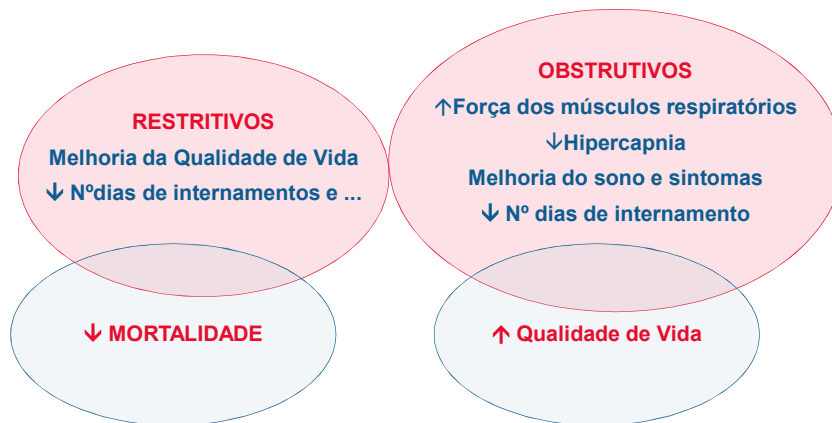 RESTRITIVOS
Melhoria da Qualidade de Vida
↓ Nºdias de internamentos e ...
↓ MORTALIDADE
OBSTRUTIVOS
↑Força dos músculos respiratórios
↓Hipercapnia
Melhoria do sono e sintomas
↓ Nº dias de internamento
↑ Qualidade de Vida